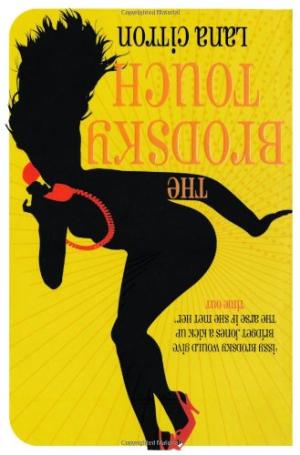 'issy Brodsky would give
Bridget Jones a kick up
the arse if she met her'
time out
THE
BRODSKY
TOUCH
Lana Citron